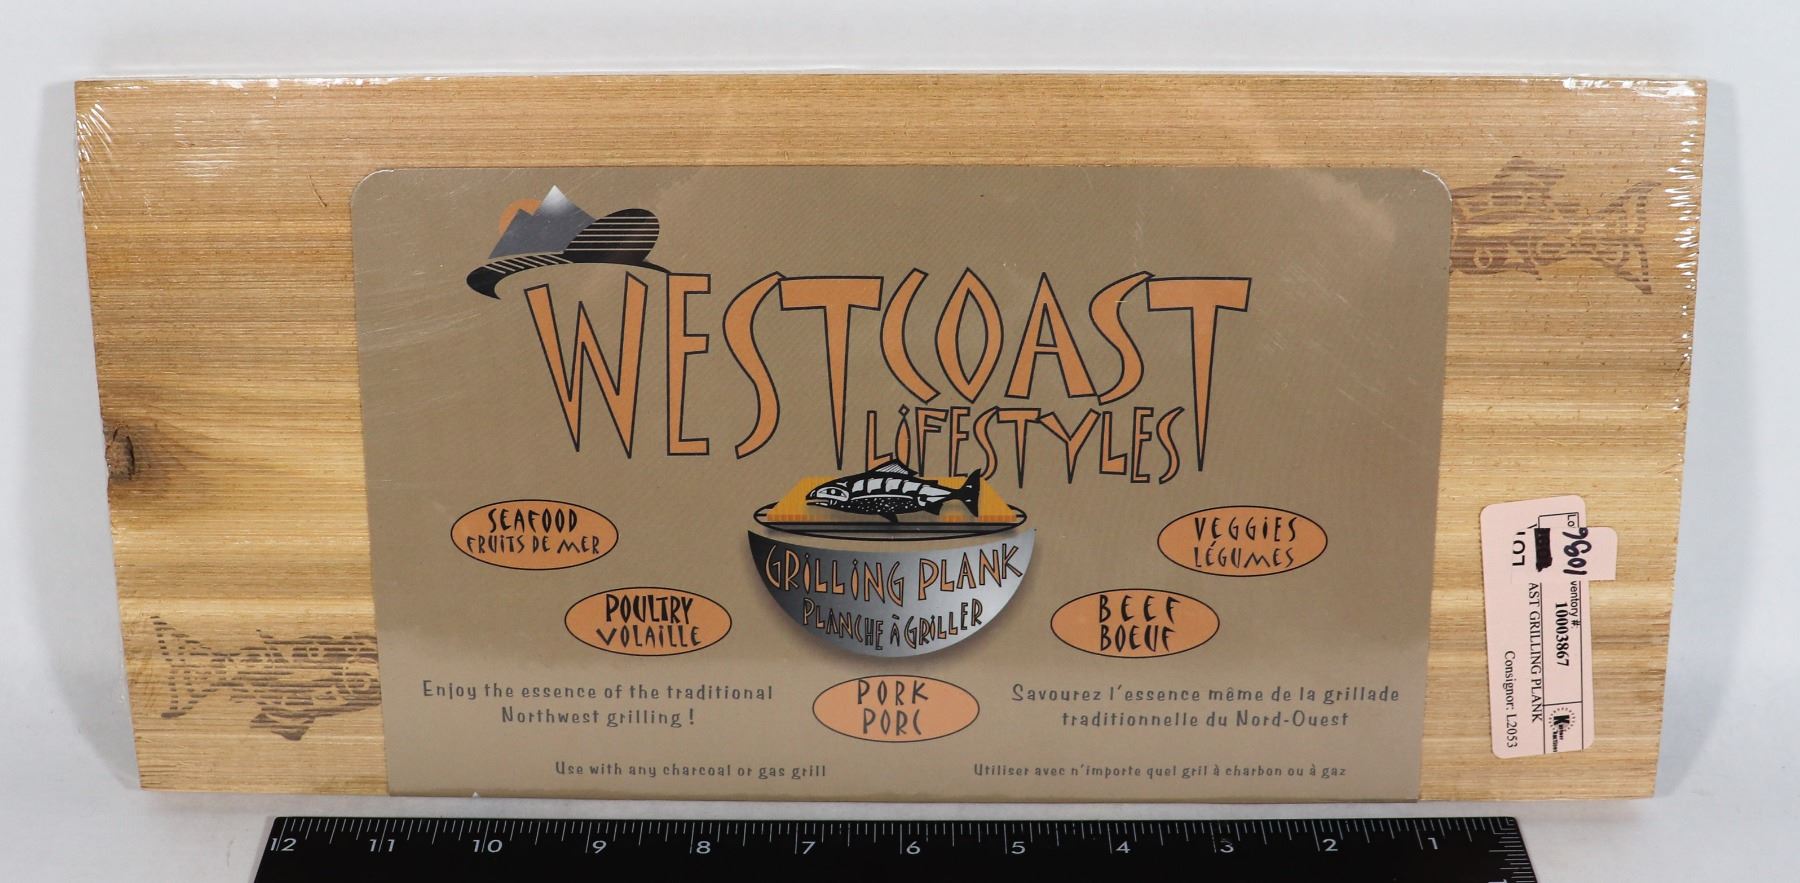 WESTCOAST
LIFESTYLES
SEAFOOD
FRUITS DE MER
VEGGIES
LÉGUMES
GRILLING PLANK
PLANCHE À GRILLER
POULTRY
VOLAILLE
BEEF
BOEUF
PORK
PORC
Enjoy the essence of the traditional
Northwest grilling !
Savourez l'essence même de la grillade
traditionnelle du Nord-Ouest
Use with any charcoal or gas grill
Utiliser avec n'importe quel gril à charbon ou à gaz
Lo
ventory #:
10003867
AST GRILLING PLANK
Consignor: L2053
12 11 10 9 8 7 6 5 4 3 2 1
1